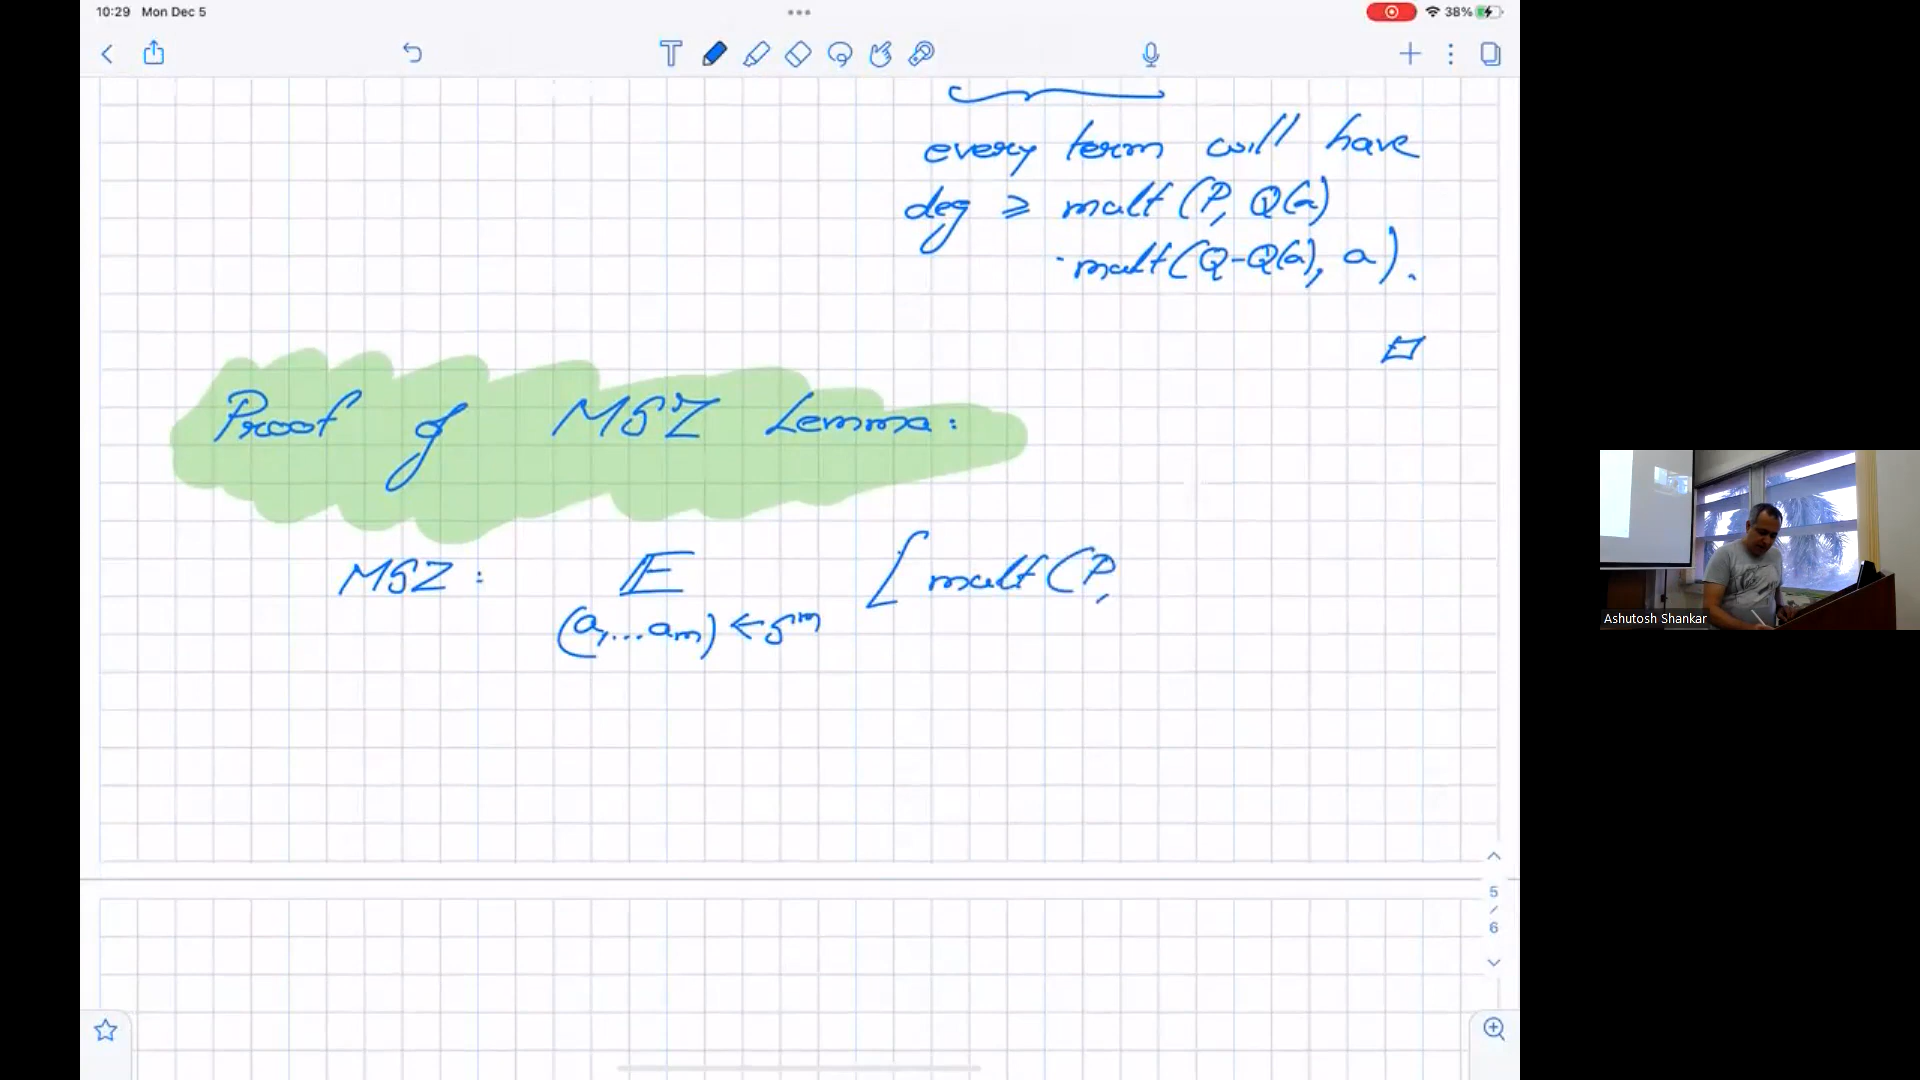 10:29 Mon Dec 5
38%
every term will have
deg ≥ mult (P, Q(a)
· mult(Q-Q(a), a).
Proof of MSZ Lemma:
MSZ: E [mult(P,
(a,...am) ← Sm
5
/
6
Ashutosh Shankar